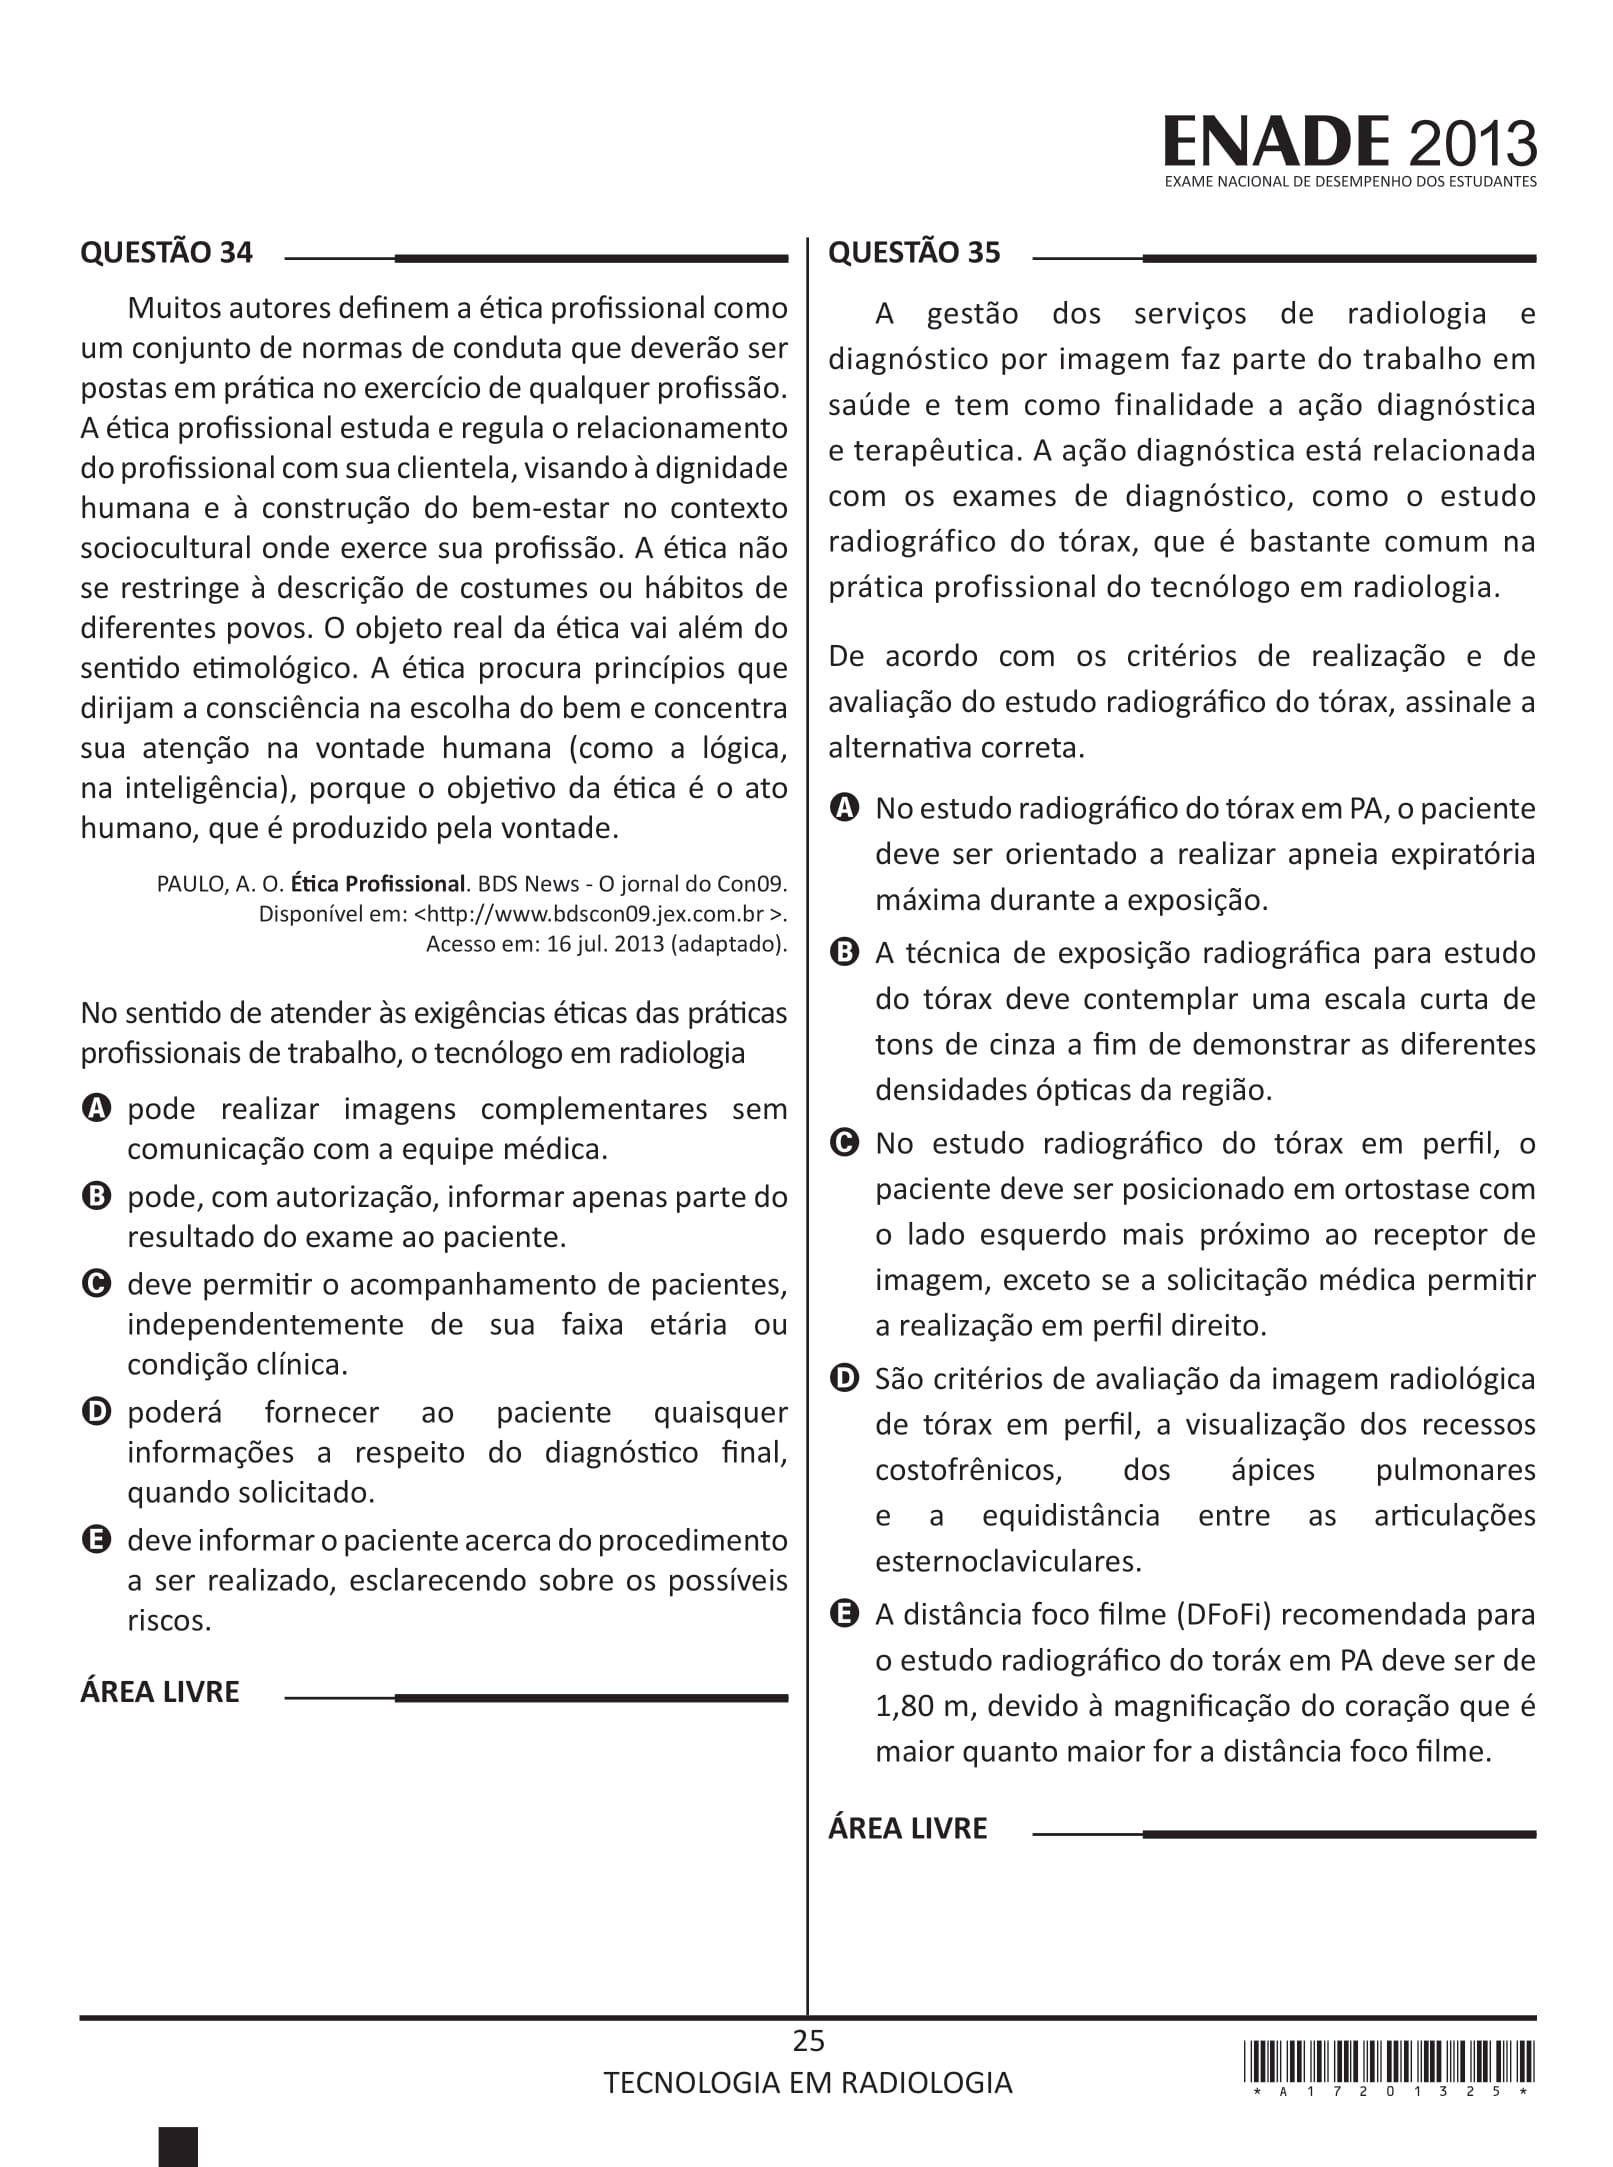 ENADE 2013
EXAME NACIONAL DE DESEMPENHO DOS ESTUDANTES
QUESTÃO 34
Muitos autores definem a ética profissional como
um conjunto de normas de conduta que deverão ser
postas em prática no exercício de qualquer profissão.
A ética profissional estuda e regula o relacionamento
do profissional com sua clientela, visando à dignidade
humana e à construção do bem-estar no contexto
sociocultural onde exerce sua profissão. A ética não
se restringe à descrição de costumes ou hábitos de
diferentes povos. O objeto real da ética vai além do
sentido etimológico. A ética procura princípios que
dirijam a consciência na escolha do bem e concentra
sua atenção na vontade humana (como a lógica,
na inteligência), porque o objetivo da ética é o ato
humano, que é produzido pela vontade.
PAULO, A. O. Ética Profissional. BDS News - O jornal do Con09.
Disponível em: <http://www.bdscon09.jex.com.br >.
Acesso em: 16 jul. 2013 (adaptado).
No sentido de atender às exigências éticas das práticas
profissionais de trabalho, o tecnólogo em radiologia
A pode realizar imagens complementares sem
comunicação com a equipe médica.
B pode, com autorização, informar apenas parte do
resultado do exame ao paciente.
C deve permitir o acompanhamento de pacientes,
independentemente de sua faixa etária ou
condição clínica.
D poderá fornecer ao paciente quaisquer
informações a respeito do diagnóstico final,
quando solicitado.
E deve informar o paciente acerca do procedimento
a ser realizado, esclarecendo sobre os possíveis
riscos.
ÁREA LIVRE
QUESTÃO 35
A gestão dos serviços de radiologia e
diagnóstico por imagem faz parte do trabalho em
saúde e tem como finalidade a ação diagnóstica
e terapêutica. A ação diagnóstica está relacionada
com os exames de diagnóstico, como o estudo
radiográfico do tórax, que é bastante comum na
prática profissional do tecnólogo em radiologia.
De acordo com os critérios de realização e de
avaliação do estudo radiográfico do tórax, assinale a
alternativa correta.
A No estudo radiográfico do tórax em PA, o paciente
deve ser orientado a realizar apneia expiratória
máxima durante a exposição.
B A técnica de exposição radiográfica para estudo
do tórax deve contemplar uma escala curta de
tons de cinza a fim de demonstrar as diferentes
densidades ópticas da região.
C No estudo radiográfico do tórax em perfil, o
paciente deve ser posicionado em ortostase com
o lado esquerdo mais próximo ao receptor de
imagem, exceto se a solicitação médica permitir
a realização em perfil direito.
D São critérios de avaliação da imagem radiológica
de tórax em perfil, a visualização dos recessos
costofrênicos, dos ápices pulmonares
e a equidistância entre as articulações
esternoclaviculares.
E A distância foco filme (DFoFi) recomendada para
o estudo radiográfico do toráx em PA deve ser de
1,80 m, devido à magnificação do coração que é
maior quanto maior for a distância foco filme.
ÁREA LIVRE
25
TECNOLOGIA EM RADIOLOGIA
*A17201325*